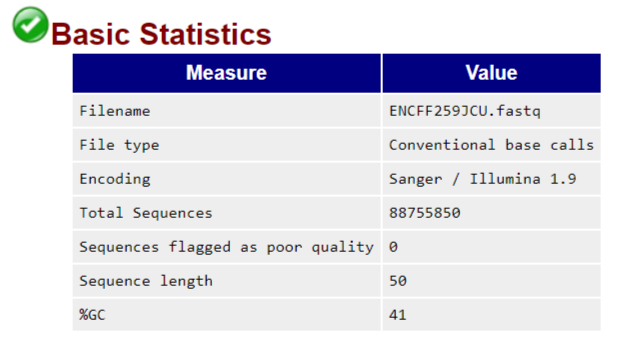 Basic Statistics
Measure Value
Filename ENCFF259JCU.fastq
File type Conventional base calls
Encoding Sanger / Illumina 1.9
Total Sequences 88755850
Sequences flagged as poor quality 0
Sequence length 50
%GC 41